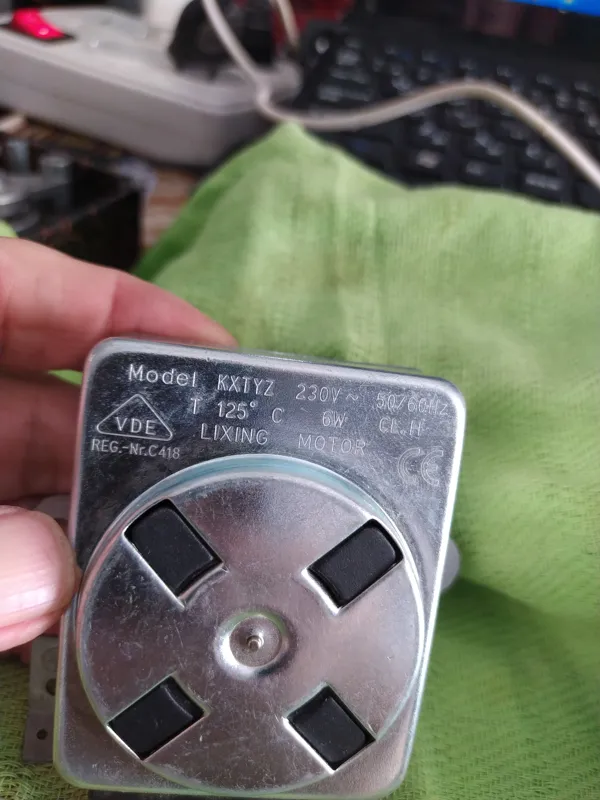 Model KXTYZ 230V~ 50/60HZ
T 125° C 6W CL.H
VDE
LIXING MOTOR
REG.-Nr.C418
CE